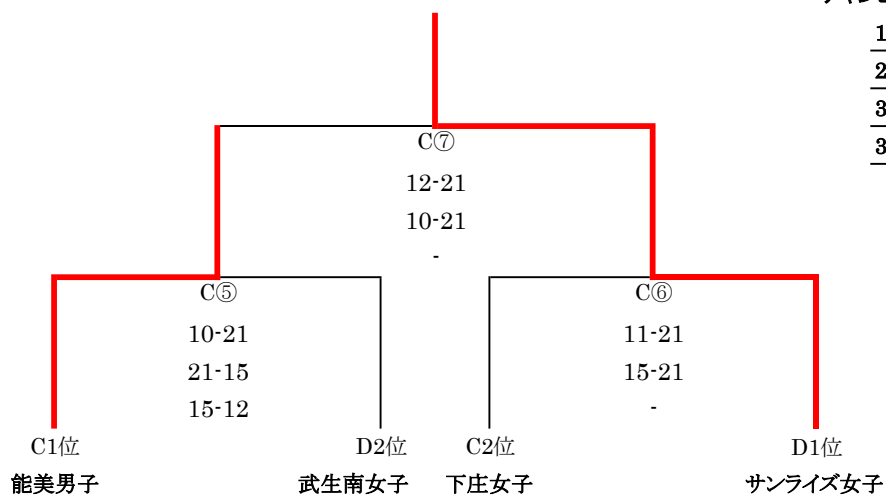 1
2
3
3
C⑦
12-21
10-21
-
C⑤
C⑥
10-21
11-21
21-15
15-21
15-12
-
C1位
D2位
C2位
D1位
能美男子
武生南女子
下庄女子
サンライズ女子